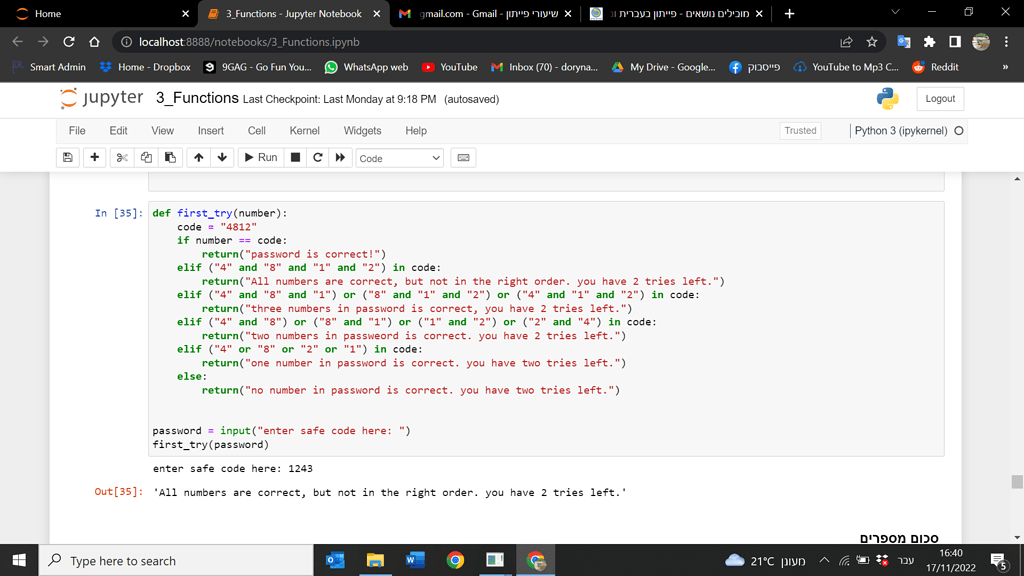 Home
3_Functions - Jupyter Notebook
gmail.com - Gmail - שיעורי פייתון
מובילים נושאים - פייתון בעברית
localhost:8888/notebooks/3_Functions.ipynb
Smart Admin
Home - Dropbox
9GAG - Go Fun You...
WhatsApp web
YouTube
Inbox (70) - doryna...
My Drive - Google...
פייסבוק
YouTube to Mp3 C...
Reddit
»
jupyter 3_Functions Last Checkpoint: Last Monday at 9:18 PM (autosaved)
Logout
File Edit View Insert Cell Kernel Widgets Help
Trusted
Python 3 (ipykernel)
Run
Code
In [35]:
def first_try(number):
code = "4812"
if number == code:
return("password is correct!")
elif ("4" and "8" and "1" and "2") in code:
return("All numbers are correct, but not in the right order. you have 2 tries left.")
elif ("4" and "8" and "1") or ("8" and "1" and "2") or ("4" and "1" and "2") in code:
return("three numbers in password is correct, you have 2 tries left.")
elif ("4" and "8") or ("8" and "1") or ("1" and "2") or ("2" and "4") in code:
return("two numbers in passweord is correct. you have 2 tries left.")
elif ("4" or "8" or "2" or "1") in code:
return("one number in password is correct. you have two tries left.")
else:
return("no number in password is correct. you have two tries left.")
password = input("enter safe code here: ")
first_try(password)
enter safe code here: 1243
Out[35]: 'All numbers are correct, but not in the right order. you have 2 tries left.'
סכום מספרים
Type here to search
21°C מעונן
עבר
16:40
17/11/2022
5